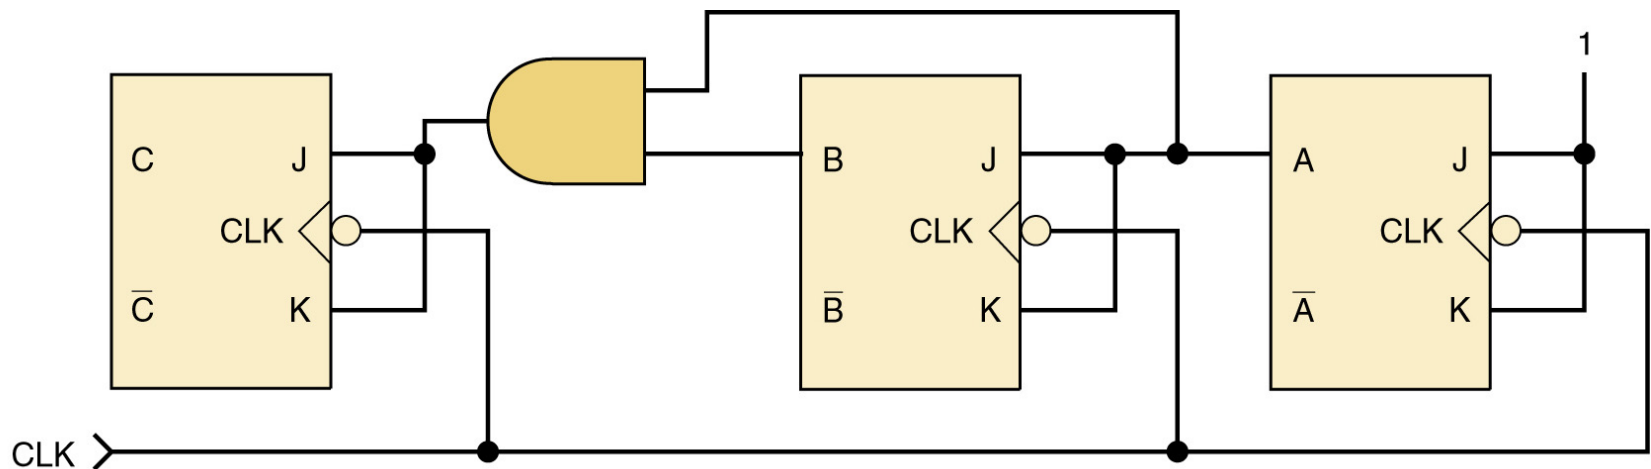 1
C J B J A J
CLK CLK CLK
C̅ K B̅ K A̅ K
CLK